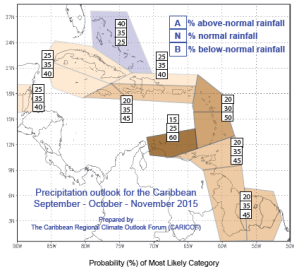 A % above-normal rainfall
N % normal rainfall
B % below-normal rainfall
27N
24N
21N
18N
15N
12N
9N
6N
3N
40
35
25
25
35
40
25
35
40
25
35
40
20
35
45
20
30
50
15
25
60
20
35
45
20
35
45
Precipitation outlook for the Caribbean
September - October - November 2015
Prepared by
The Caribbean Regional Climate Outlook Forum (CARICOF)
90W 85W 80W 75W 70W 65W 60W 55W 50W
Probability (%) of Most Likely Category